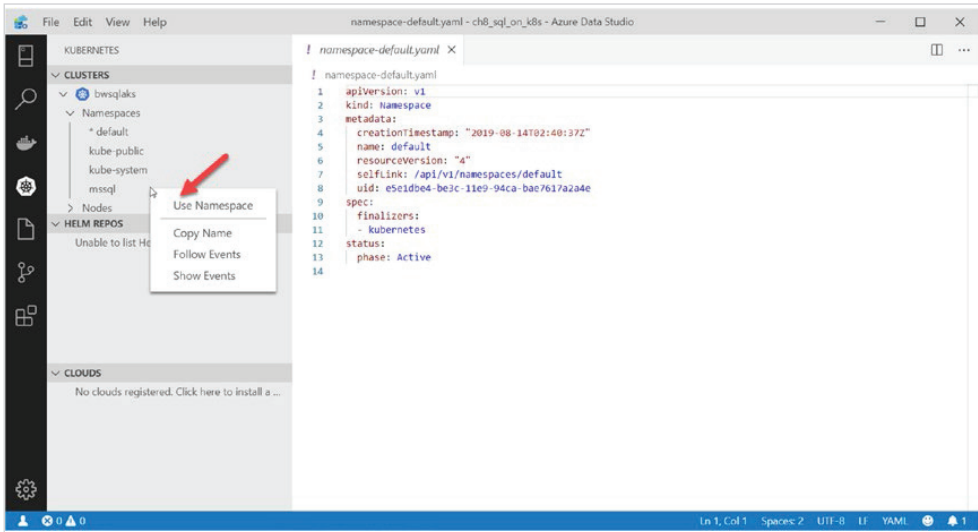 File Edit View Help
namespace-default.yaml - ch8_sql_on_k8s - Azure Data Studio
KUBERNETES
CLUSTERS
bwsqlaks
Namespaces
* default
kube-public
kube-system
mssql
Nodes
HELM REPOS
Unable to list He
CLOUDS
No clouds registered. Click here to install a ...
Use Namespace
Copy Name
Follow Events
Show Events
! namespace-default.yaml
! namespace-default.yaml
1 apiVersion: v1
2 kind: Namespace
3 metadata:
4 creationTimestamp: "2019-08-14T02:40:37Z"
5 name: default
6 resourceVersion: "4"
7 selfLink: /api/v1/namespaces/default
8 uid: e5e1dbe4-be3c-11e9-94ca-bae7617a2a4e
9 spec:
10 finalizers:
11 - kubernetes
12 status:
13 phase: Active
14
0 0
Ln 1, Col 1 Spaces: 2 UTF-8 LF YAML 1